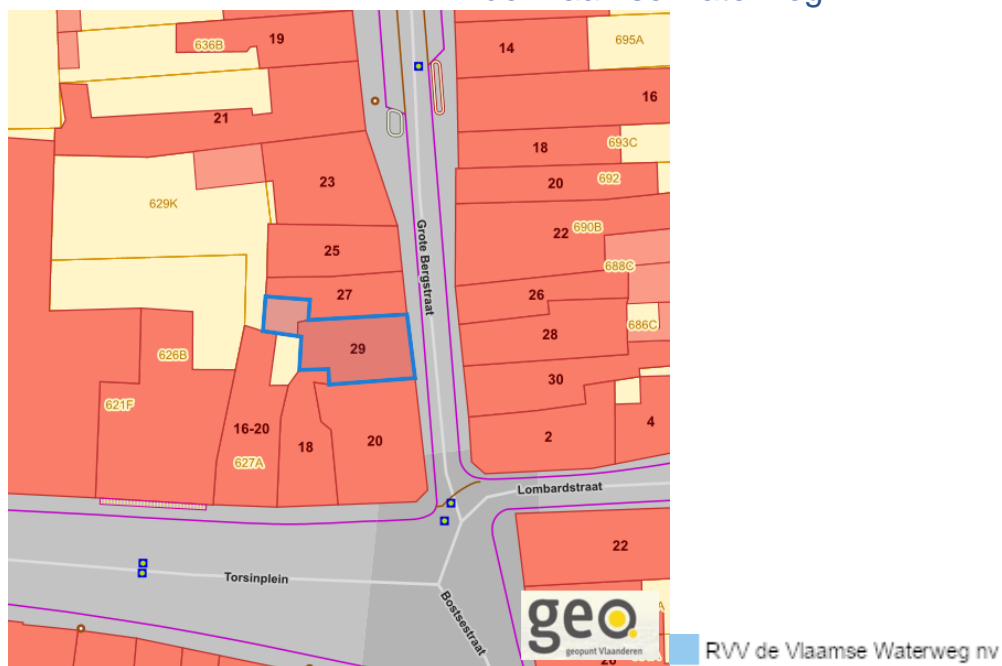 636B
19
14
695A
16
21
18
693C
23
20
692
629K
22
690B
25
Grote Bergstraat
688C
27
26
29
28
686C
626B
30
621F
16-20
18
20
2
4
627A
Lombardstraat
22
Torsinplein
Bostsestraat
geo.
geopunt Vlaanderen
RVV de Vlaamse Waterweg nv